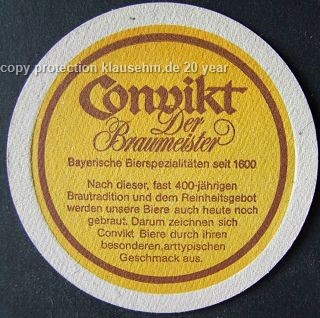 copy protection klausehm.de 20 year
Convikt
Der
Braumeister
Bayerische Bierspezialitäten seit 1600
Nach dieser, fast 400-jährigen
Brautradition und dem Reinheitsgebot
werden unsere Biere auch heute noch
gebraut. Darum zeichnen sich
Convikt Biere durch ihren
besonderen, arttypischen
Geschmack aus.